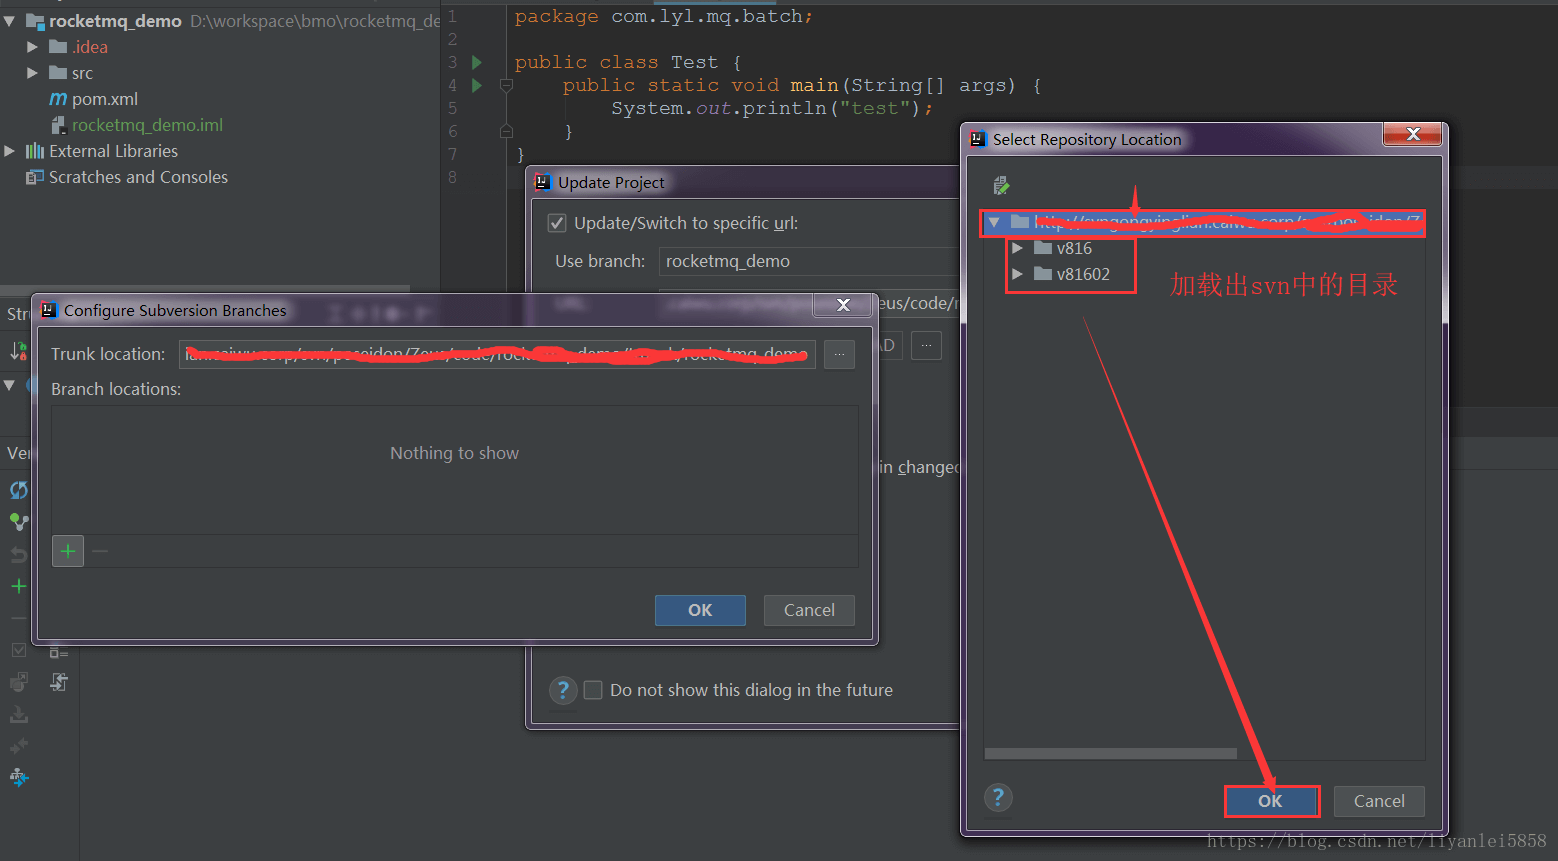 rocketmq_demo D:\workspace\bmo\rocketmq_de
.idea
src
pom.xml
rocketmq_demo.iml
External Libraries
Scratches and Consoles
1 package com.lyl.mq.batch;
2
3 public class Test {
4 public static void main(String[] args) {
5 System.out.println("test");
6 }
7 }
8
Update Project
Update/Switch to specific url:
Use branch: rocketmq_demo
URL:
eus/code/r
AD
...
in changed
Do not show this dialog in the future
Str
Ver
Configure Subversion Branches
Trunk location:
...
Branch locations:
Nothing to show
OK Cancel
Select Repository Location
v816
v81602
加载出svn中的目录
OK Cancel
https://blog.csdn.net/liyanlei5858